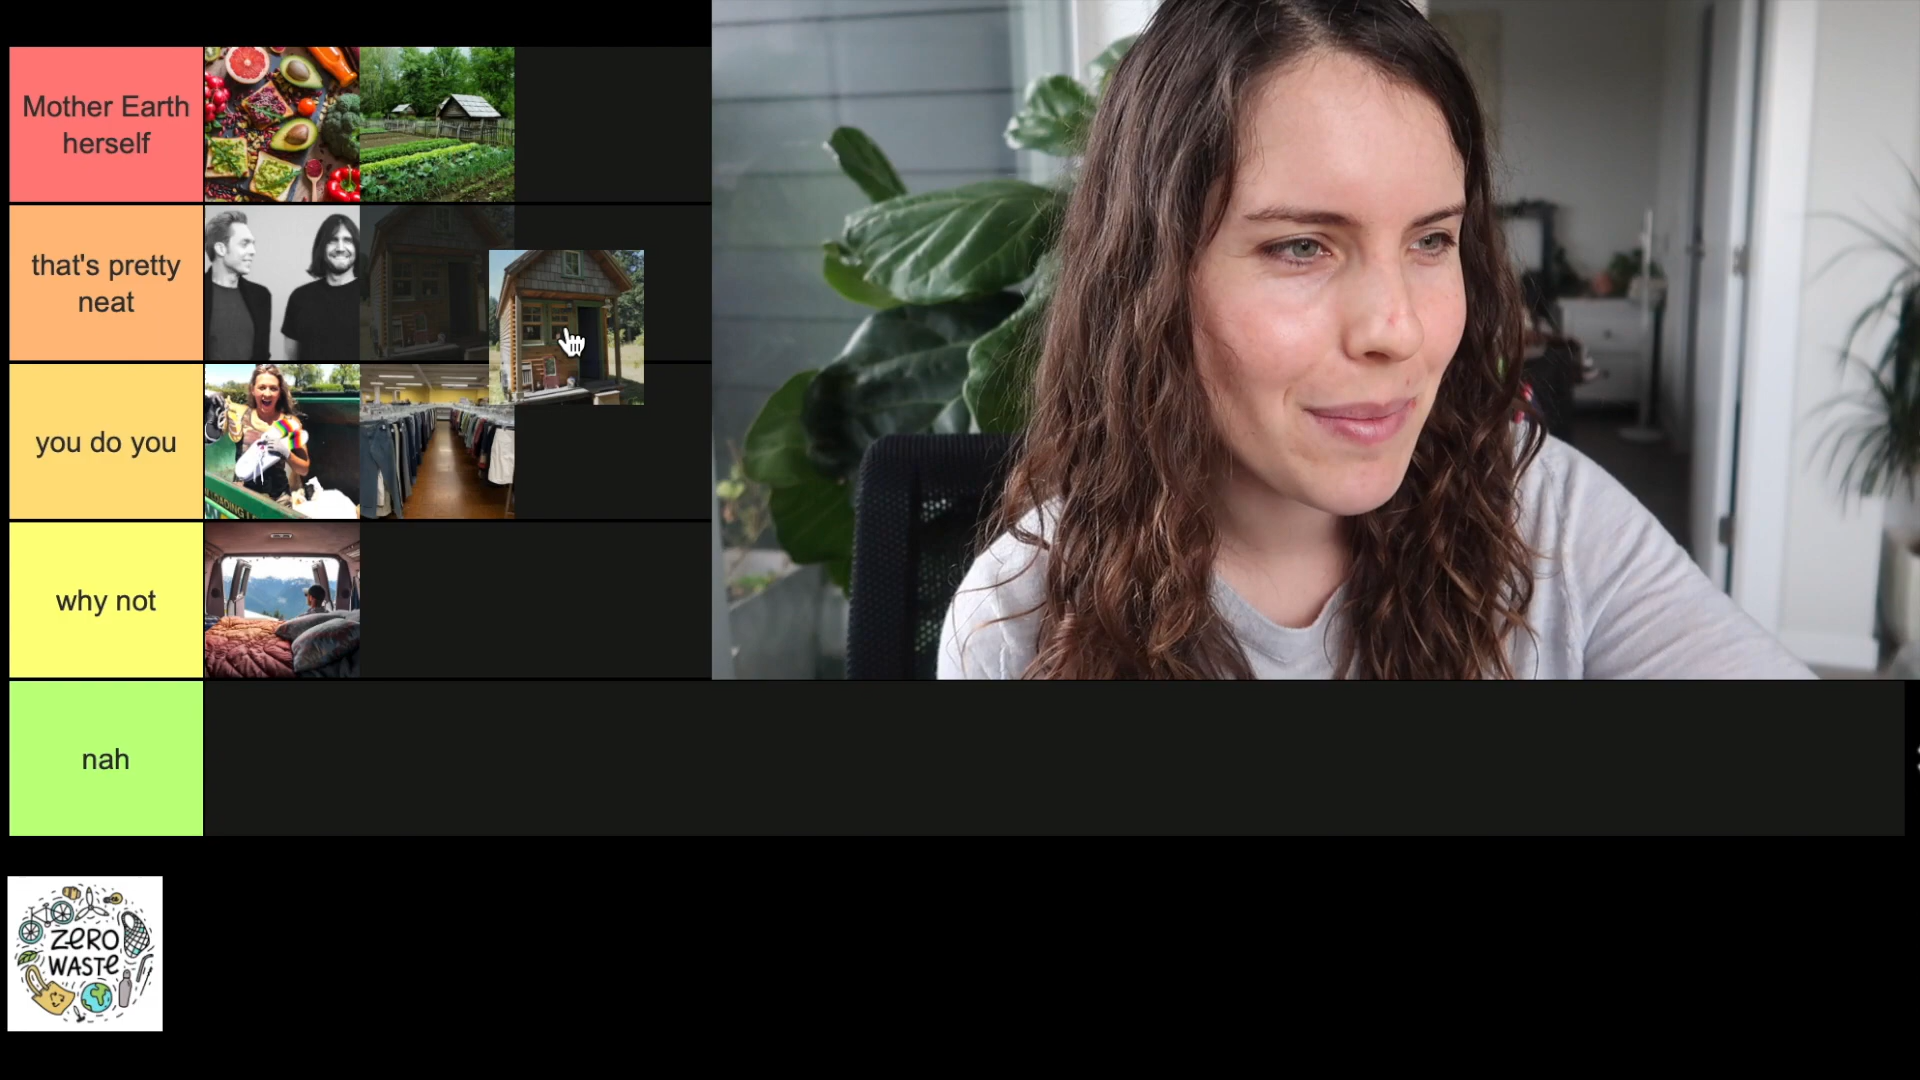 Mother Earth
herself
that's pretty
neat
you do you
why not
nah
ZERO
WASTE